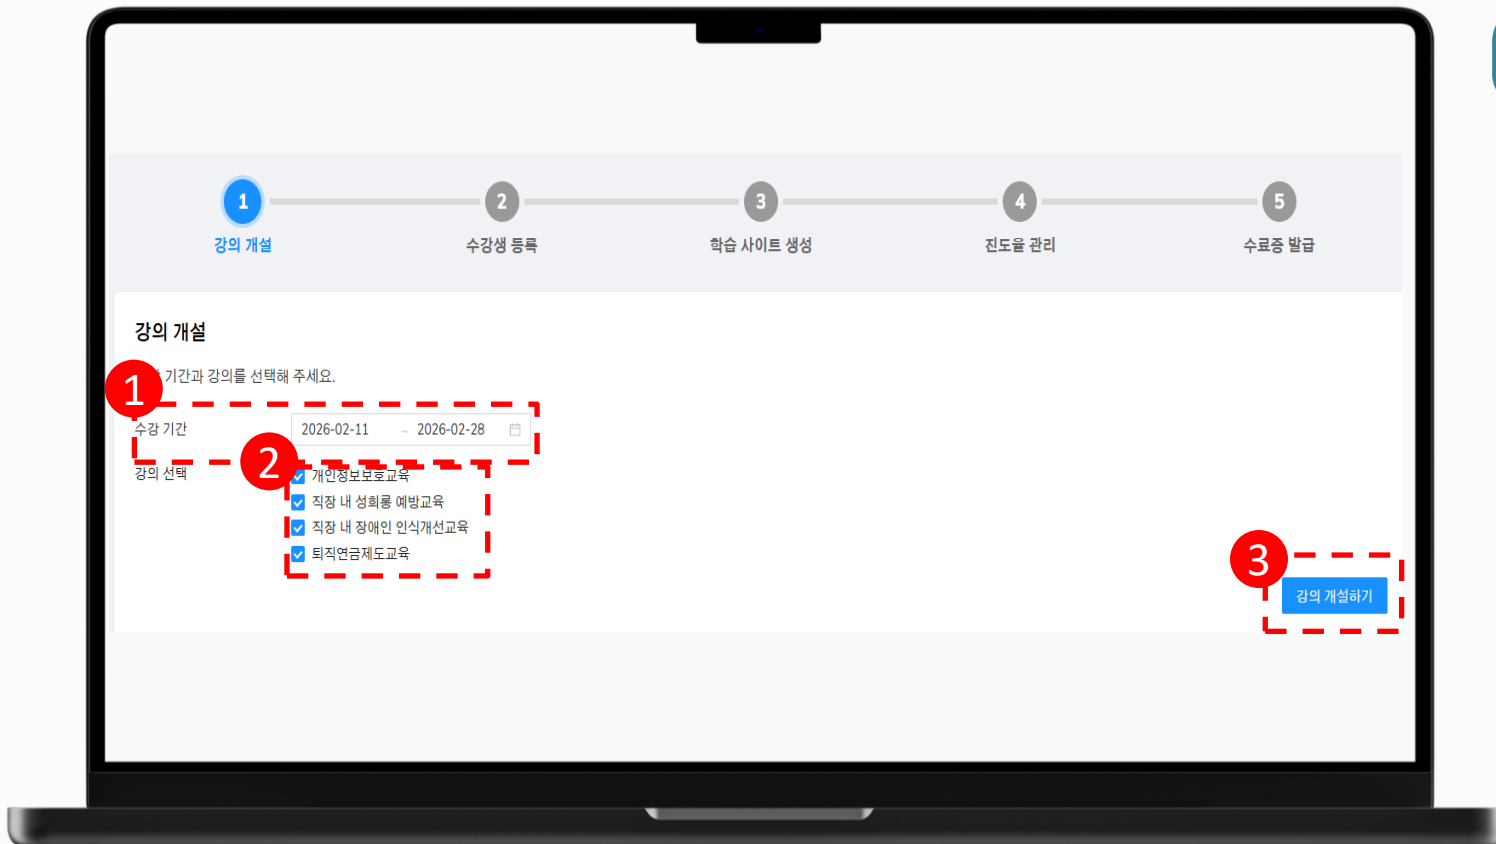 1
2
3
4
5
강의 개설
수강생 등록
학습 사이트 생성
진도율 관리
수료증 발급
강의 개설
1
기간과 강의를 선택해 주세요.
수강 기간
2026-02-11 ~ 2026-02-28
2
강의 선택
개인정보보호교육
직장 내 성희롱 예방교육
직장 내 장애인 인식개선교육
퇴직연금제도교육
3
강의 개설하기